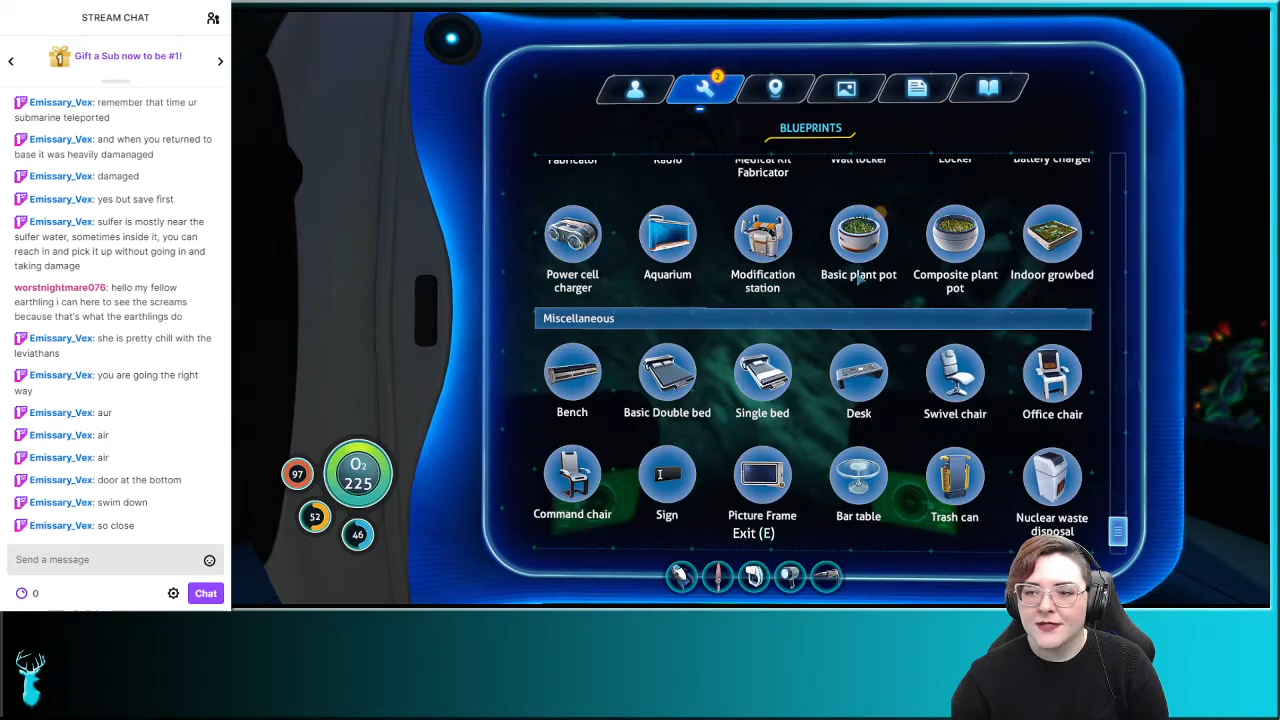 STREAM CHAT
1
Gift a Sub now to be #1!
Emissary_Vex: remember that time ur
submarine teleported
Emissary_Vex: and when you returned to
base it was heavily damanaged
Emissary_Vex: damaged
Emissary_Vex: yes but save first
Emissary_Vex: sulfer is mostly near the
sulfer water, sometimes inside it, you can
reach in and pick it up without going in and
taking damage
worstnightmare076: hello my fellow
earthling i can here to see the screams
because that's what the earthlings do
Emissary_Vex: she is pretty chill with the
leviathans
Emissary_Vex: you are going the right
way
Emissary_Vex: aur
Emissary_Vex: air
Emissary_Vex: air
Emissary_Vex: door at the bottom
Emissary_Vex: swim down
Emissary_Vex: so close
Send a message
0
Chat
2
BLUEPRINTS
Fabricator Radio Medical Kit Wall locker Locker Battery charger
Fabricator
Power cell Aquarium Modification Basic plant pot Composite plant Indoor growbed
charger station pot
Miscellaneous
Bench Basic Double bed Single bed Desk Swivel chair Office chair
Command chair Sign Picture Frame Bar table Trash can Nuclear waste
disposal
Exit (E)
97
O₂
225
52
46